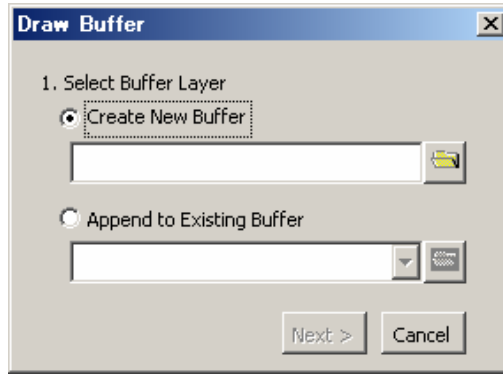 Draw Buffer
1. Select Buffer Layer
Create New Buffer
Append to Existing Buffer
Next >
Cancel